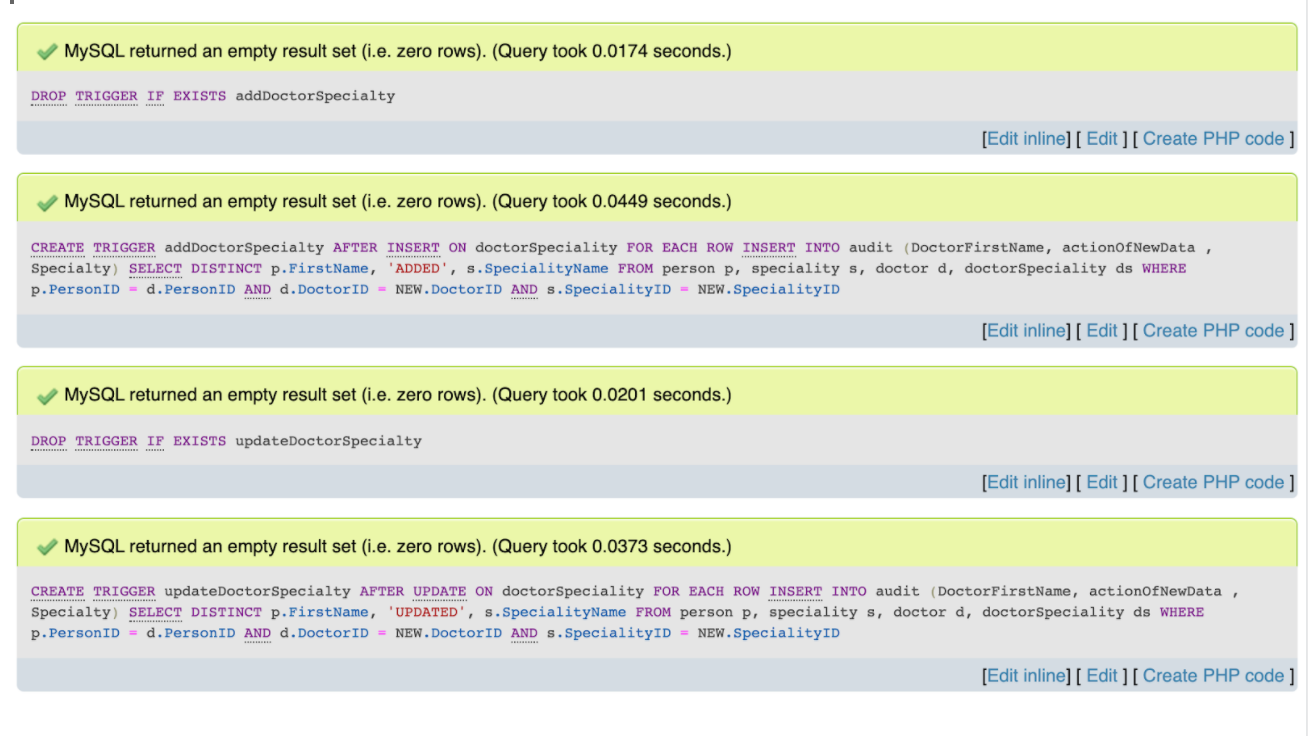 MySQL returned an empty result set (i.e. zero rows). (Query took 0.0174 seconds.)
DROP TRIGGER IF EXISTS addDoctorSpecialty
[Edit inline] [ Edit ] [ Create PHP code ]
MySQL returned an empty result set (i.e. zero rows). (Query took 0.0449 seconds.)
CREATE TRIGGER addDoctorSpecialty AFTER INSERT ON doctorSpeciality FOR EACH ROW INSERT INTO audit (DoctorFirstName, actionOfNewData ,
Specialty) SELECT DISTINCT p.FirstName, 'ADDED', s.SpecialityName FROM person p, speciality s, doctor d, doctorSpeciality ds WHERE
p.PersonID = d.PersonID AND d.DoctorID = NEW.DoctorID AND s.SpecialityID = NEW.SpecialityID
[Edit inline] [ Edit ] [ Create PHP code ]
MySQL returned an empty result set (i.e. zero rows). (Query took 0.0201 seconds.)
DROP TRIGGER IF EXISTS updateDoctorSpecialty
[Edit inline] [ Edit ] [ Create PHP code ]
MySQL returned an empty result set (i.e. zero rows). (Query took 0.0373 seconds.)
CREATE TRIGGER updateDoctorSpecialty AFTER UPDATE ON doctorSpeciality FOR EACH ROW INSERT INTO audit (DoctorFirstName, actionOfNewData ,
Specialty) SELECT DISTINCT p.FirstName, 'UPDATED', s.SpecialityName FROM person p, speciality s, doctor d, doctorSpeciality ds WHERE
p.PersonID = d.PersonID AND d.DoctorID = NEW.DoctorID AND s.SpecialityID = NEW.SpecialityID
[Edit inline] [ Edit ] [ Create PHP code ]